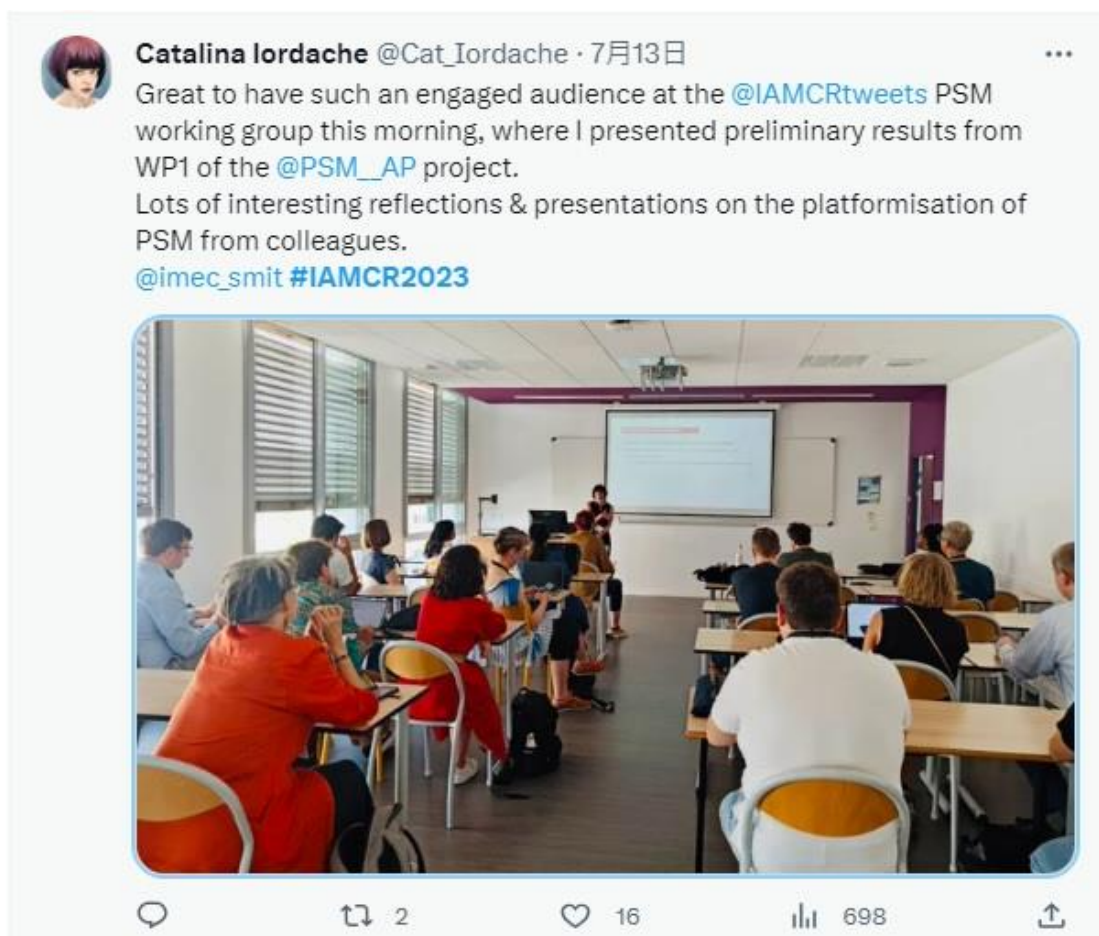 Catalina Iordache @Cat_Iordache · 7月13日
Great to have such an engaged audience at the @IAMCRtweets PSM
working group this morning, where I presented preliminary results from
WP1 of the @PSM__AP project.
Lots of interesting reflections & presentations on the platformisation of
PSM from colleagues.
@imec_smit #IAMCR2023
2 16 698